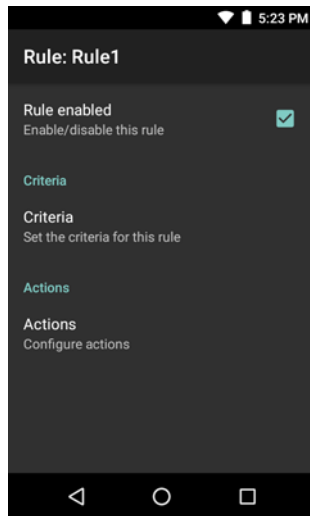 5:23 PM
Rule: Rule1
Rule enabled
Enable/disable this rule
Criteria
Criteria
Set the criteria for this rule
Actions
Actions
Configure actions